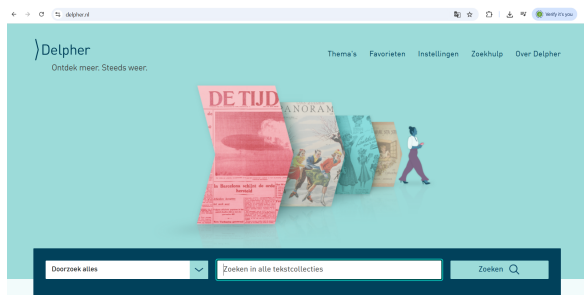 delpher.nl
Verify it's you
Delpher
Ontdek meer. Steeds weer.
Thema's Favorieten Instellingen Zoekhulp Over Delpher
DE TIJD
PANORAM
Doorzoek alles
Zoeken in alle tekstcollecties
Zoeken